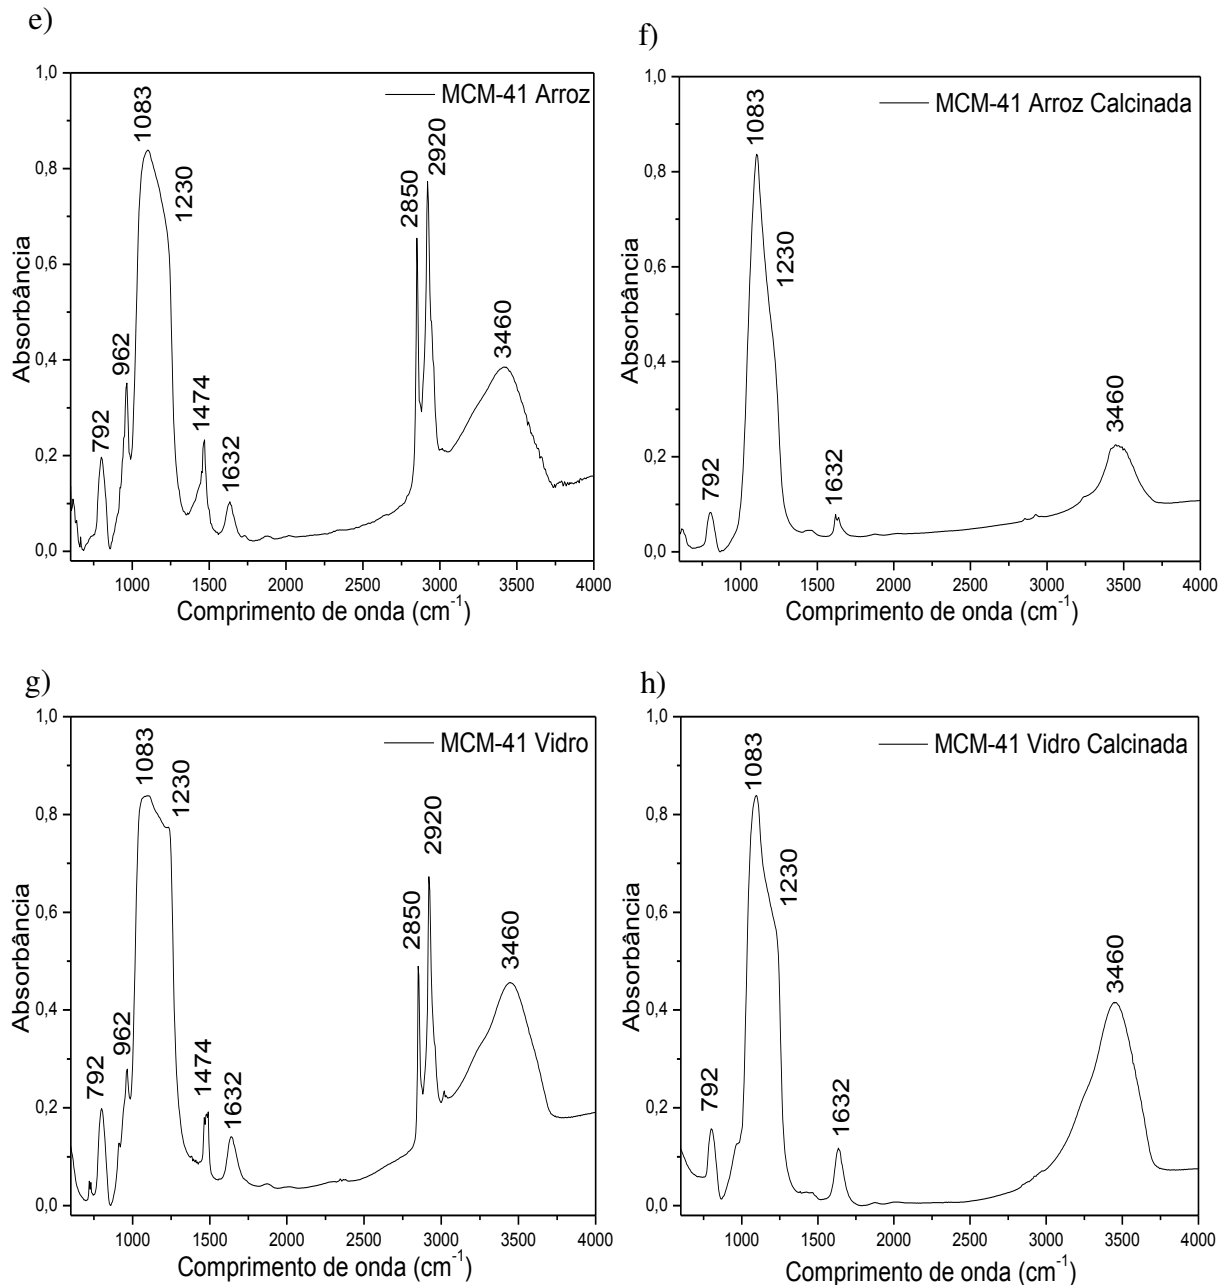 e)
MCM-41 Arroz
1,0
0,8
0,6
0,4
0,2
0,0
Absorbância
792
962
1083
1230
1474
1632
2850
2920
3460
1000 1500 2000 2500 3000 3500 4000
Comprimento de onda (cm⁻¹)
f)
MCM-41 Arroz Calcinada
1,0
0,8
0,6
0,4
0,2
0,0
Absorbância
792
1083
1230
1632
3460
1000 1500 2000 2500 3000 3500 4000
Comprimento de onda (cm⁻¹)
g)
MCM-41 Vidro
1,0
0,8
0,6
0,4
0,2
0,0
Absorbância
792
962
1083
1230
1474
1632
2850
2920
3460
1000 1500 2000 2500 3000 3500 4000
Comprimento de onda (cm⁻¹)
h)
MCM-41 Vidro Calcinada
1,0
0,8
0,6
0,4
0,2
0,0
Absorbância
792
1083
1230
1632
3460
1000 1500 2000 2500 3000 3500 4000
Comprimento de onda (cm⁻¹)